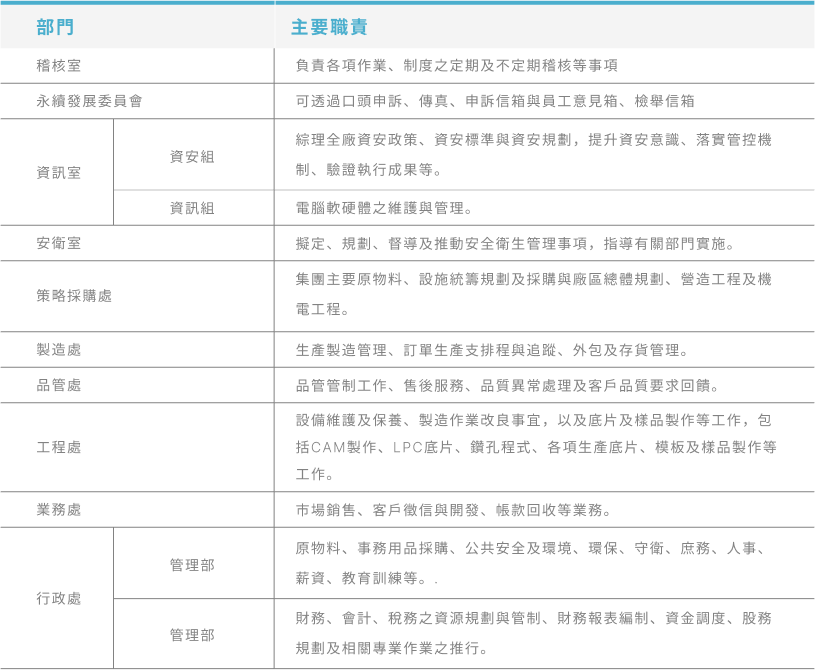 部門 主要職責
稽核室 負責各項作業、制度之定期及不定期稽核等事項
永續發展委員會 可透過口頭申訴、傳真、申訴信箱與員工意見箱、檢舉信箱
資訊室
資安組
綜理全廠資安政策、資安標準與資安規劃，提升資安意識、落實管控機
制、驗證執行成果等。
資訊組 電腦軟硬體之維護與管理。
安衛室 擬定、規劃、督導及推動安全衛生管理事項，指導有關部門實施。
策略採購處
集團主要原物料、設施統籌規劃及採購與廠區總體規劃、營造工程及機
電工程。
製造處 生產製造管理、訂單生產支排程與追蹤、外包及存貨管理。
品管處 品管管制工作、售後服務、品質異常處理及客戶品質要求回饋。
工程處
設備維護及保養、製造作業改良事宜，以及底片及樣品製作等工作，包
括CAM製作、LPC底片、鑽孔程式、各項生產底片、模板及樣品製作等
工作。
業務處 市場銷售、客戶徵信與開發、帳款回收等業務。
行政處
管理部
原物料、事務用品採購、公共安全及環境、環保、守衛、庶務、人事、
薪資、教育訓練等。.
管理部
財務、會計、稅務之資源規劃與管制、財務報表編制、資金調度、股務
規劃及相關專業作業之推行。